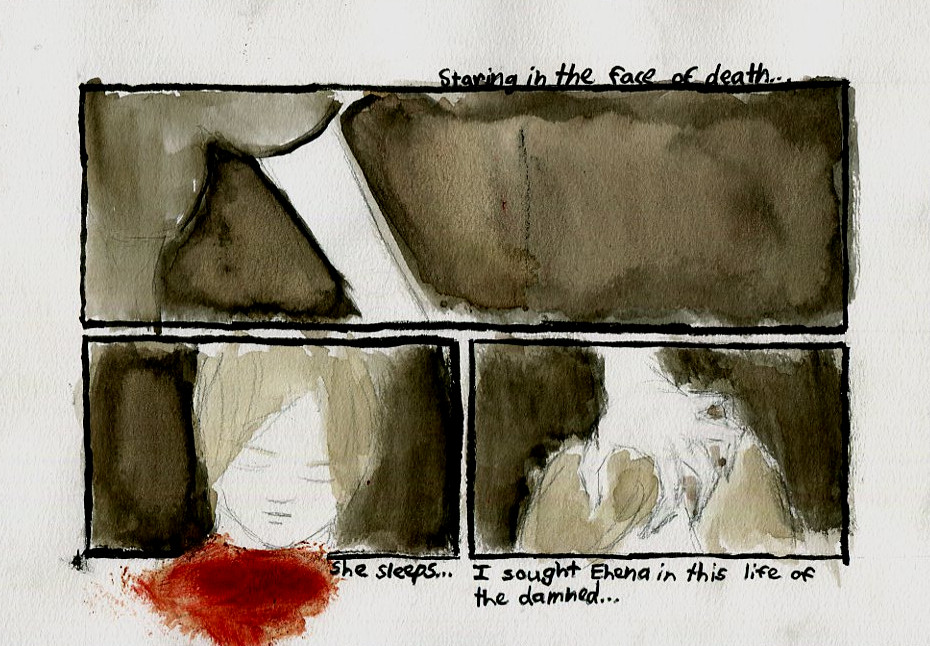 Staring in the face of death...
She sleeps...
I sought Ehena in this life of
the damned...